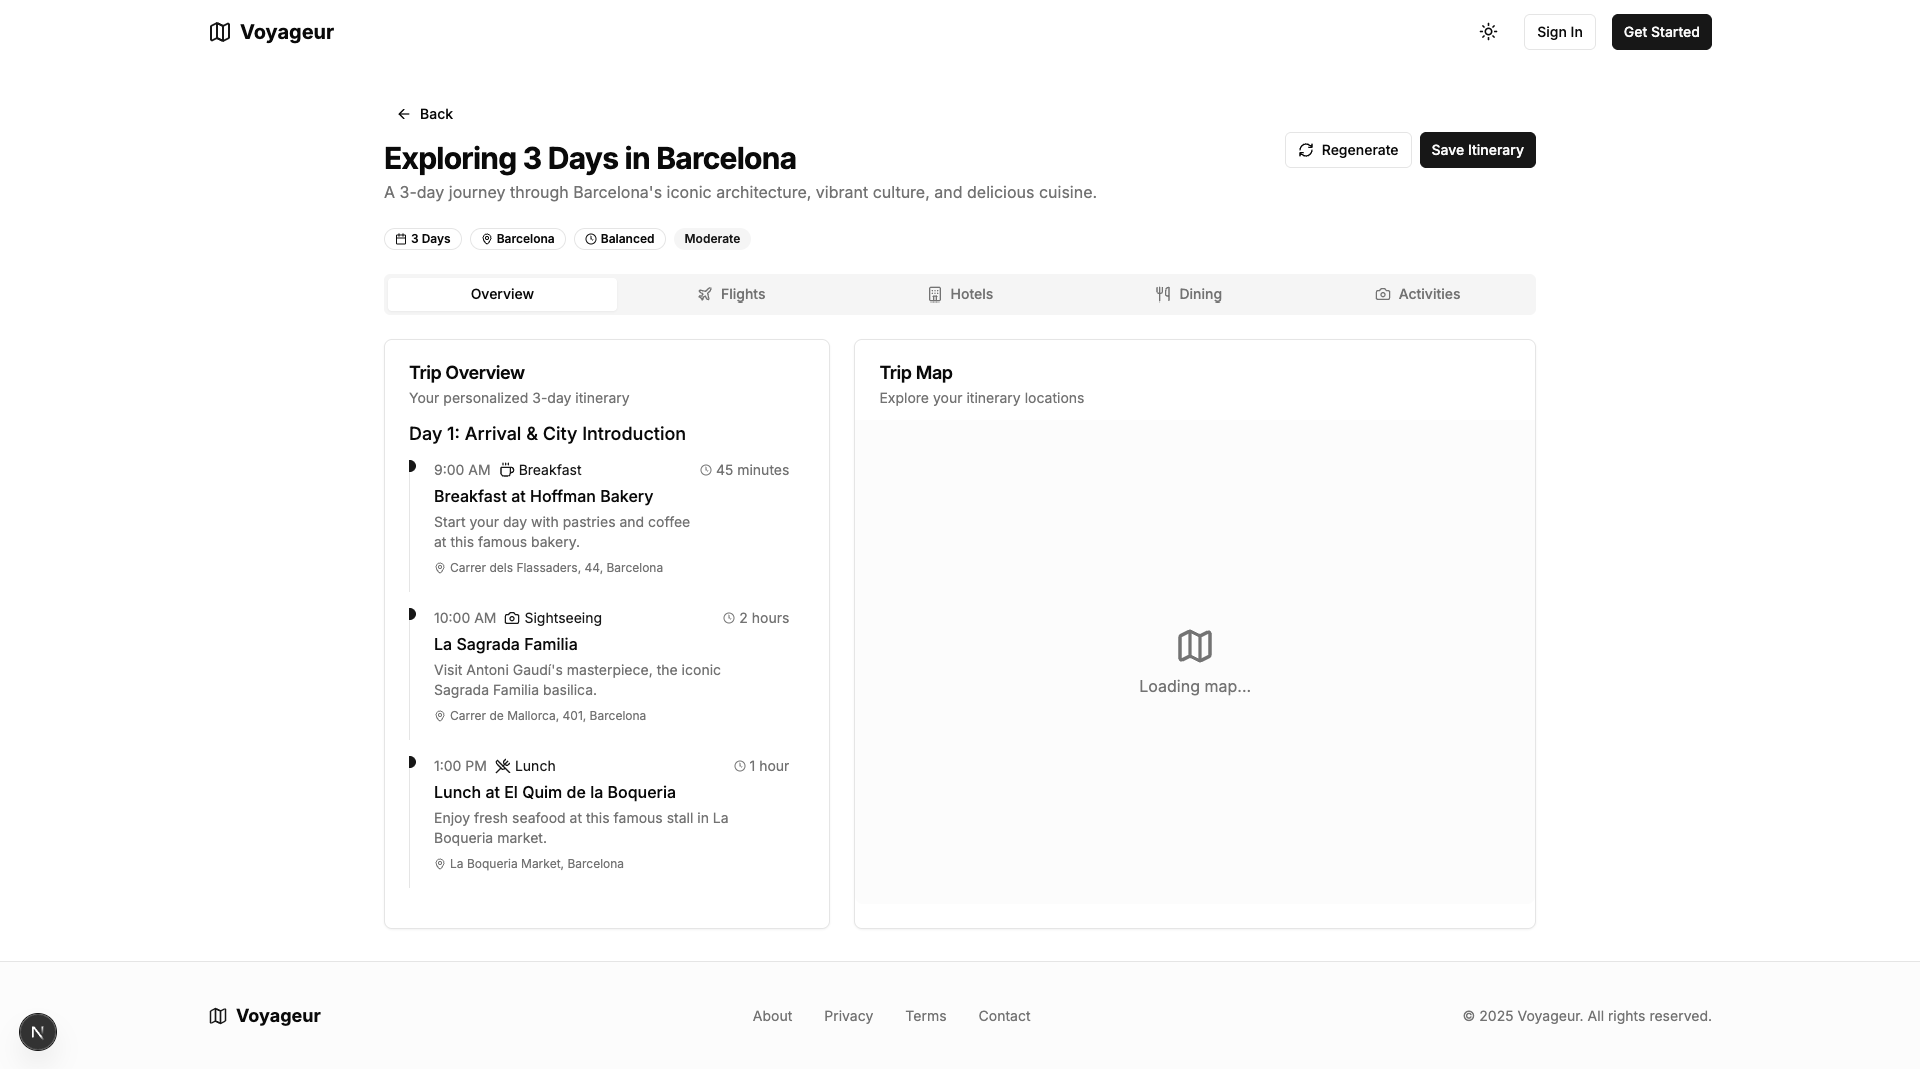 Voyageur
Sign In
Get Started
Back
Exploring 3 Days in Barcelona
Regenerate
Save Itinerary
A 3-day journey through Barcelona's iconic architecture, vibrant culture, and delicious cuisine.
3 Days
Barcelona
Balanced
Moderate
Overview
Flights
Hotels
Dining
Activities
Trip Overview
Your personalized 3-day itinerary
Day 1: Arrival & City Introduction
9:00 AM
Breakfast
45 minutes
Breakfast at Hoffman Bakery
Start your day with pastries and coffee
at this famous bakery.
Carrer dels Flassaders, 44, Barcelona
10:00 AM
Sightseeing
2 hours
La Sagrada Familia
Visit Antoni Gaudí's masterpiece, the iconic
Sagrada Familia basilica.
Carrer de Mallorca, 401, Barcelona
1:00 PM
Lunch
1 hour
Lunch at El Quim de la Boqueria
Enjoy fresh seafood at this famous stall in La
Boqueria market.
La Boqueria Market, Barcelona
Trip Map
Explore your itinerary locations
Loading map...
Voyageur
About
Privacy
Terms
Contact
© 2025 Voyageur. All rights reserved.
N